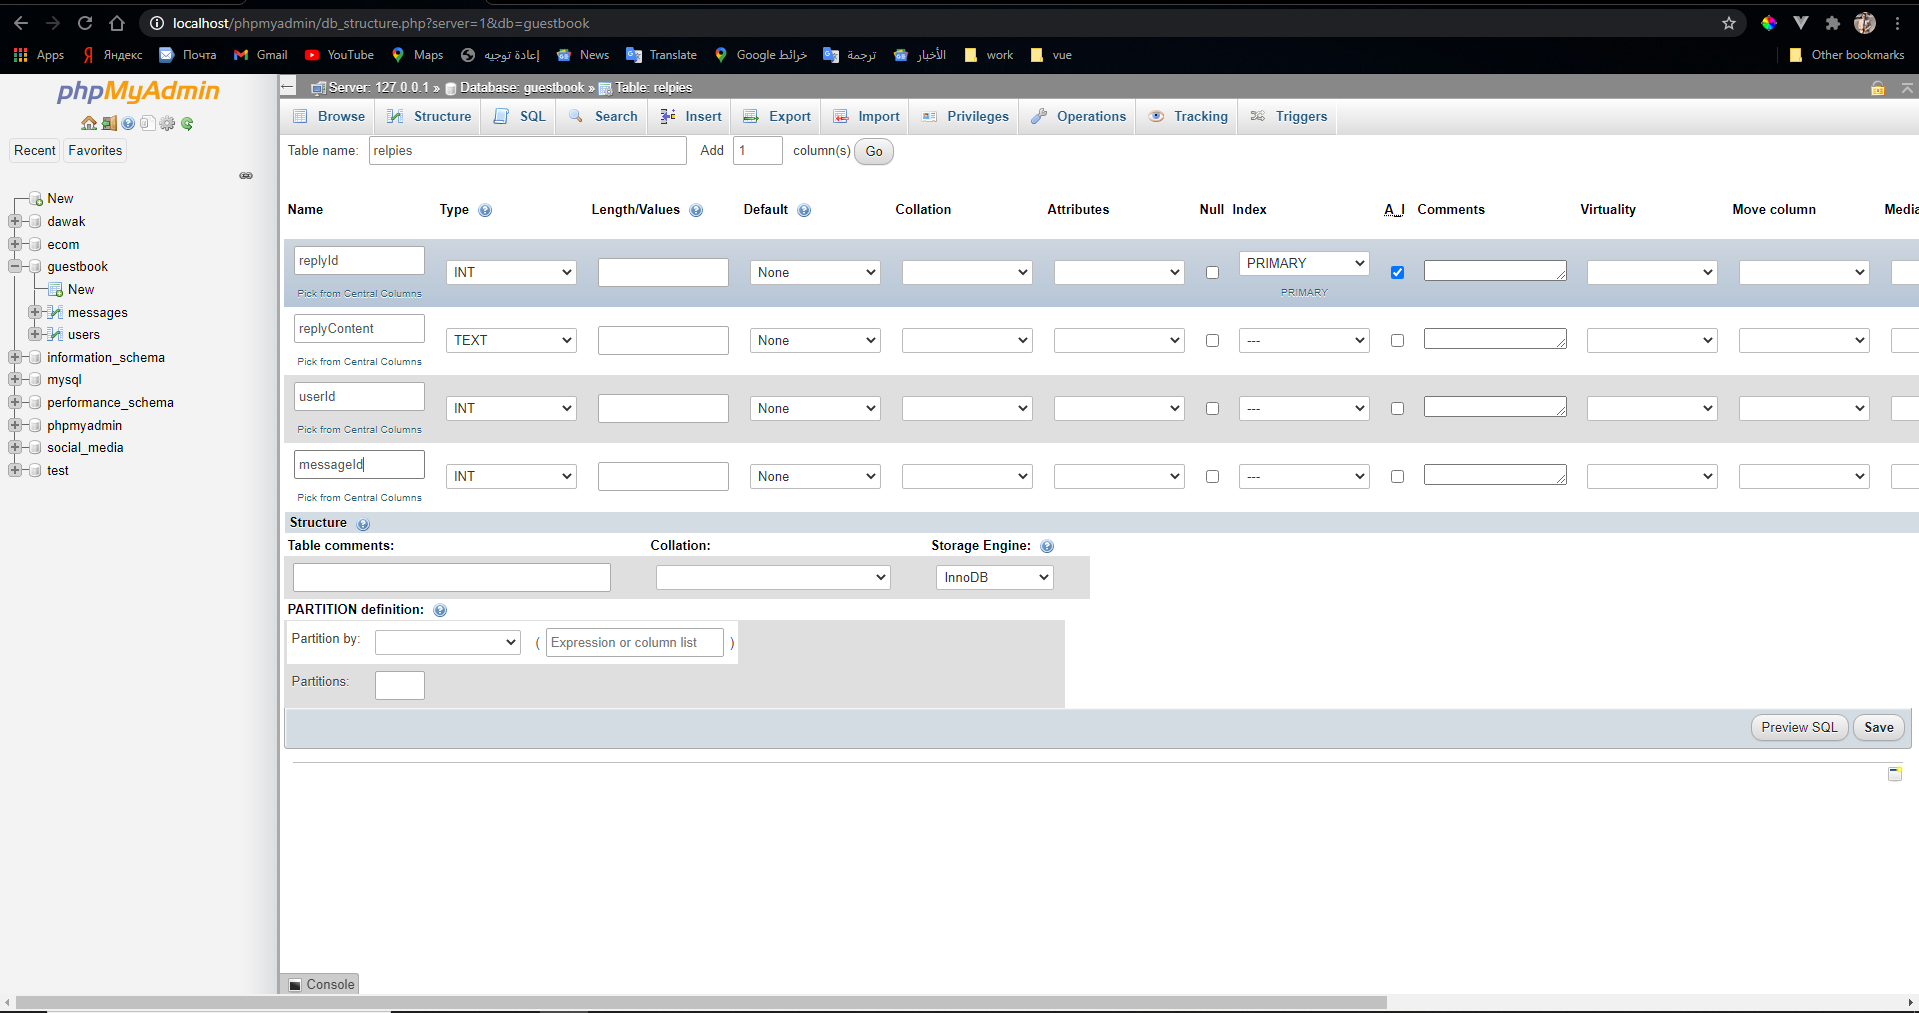 localhost/phpmyadmin/db_structure.php?server=1&db=guestbook
Apps Яндекс Почта Gmail YouTube Maps إعادة توجيه News Translate Google خرائط ترجمة الأخبار work vue Other bookmarks
phpMyAdmin
Recent Favorites
New
dawak
ecom
guestbook
New
messages
users
information_schema
mysql
performance_schema
phpmyadmin
social_media
test
Server: 127.0.0.1 » Database: guestbook » Table: relpies
Browse Structure SQL Search Insert Export Import Privileges Operations Tracking Triggers
Table name: relpies Add 1 column(s) Go
Name Type Length/Values Default Collation Attributes Null Index A_I Comments Virtuality Move column Media
replyId INT None PRIMARY
Pick from Central Columns PRIMARY
replyContent TEXT None ---
Pick from Central Columns
userId INT None ---
Pick from Central Columns
messageId INT None ---
Pick from Central Columns
Structure
Table comments: Collation: Storage Engine:
InnoDB
PARTITION definition:
Partition by: ( Expression or column list )
Partitions:
Preview SQL Save
Console